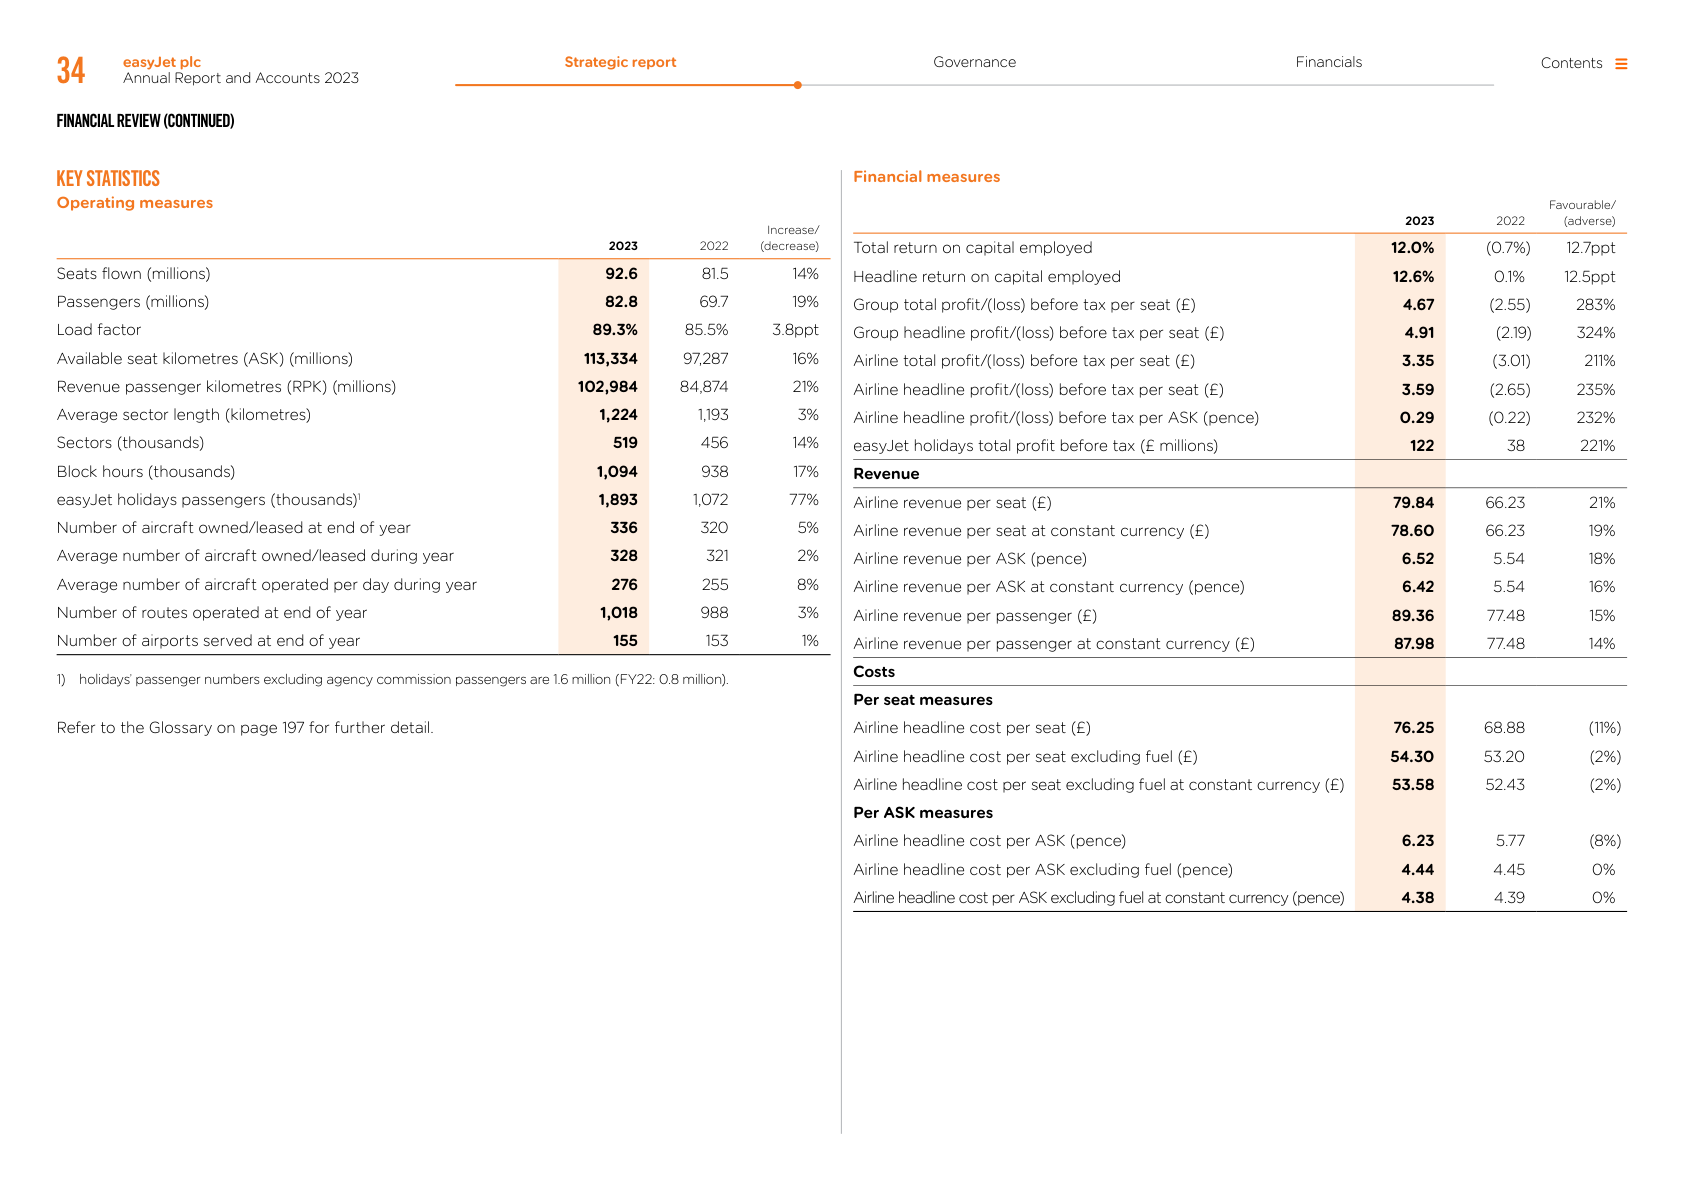 34
easyJet plc
Annual Report and Accounts 2023
Strategic report
Governance
Financials
Contents
FINANCIAL REVIEW (CONTINUED)
KEY STATISTICS
Operating measures
Increase/
2023 2022 (decrease)
Seats flown (millions) 92.6 81.5 14%
Passengers (millions) 82.8 69.7 19%
Load factor 89.3% 85.5% 3.8ppt
Available seat kilometres (ASK) (millions) 113,334 97,287 16%
Revenue passenger kilometres (RPK) (millions) 102,984 84,874 21%
Average sector length (kilometres) 1,224 1,193 3%
Sectors (thousands) 519 456 14%
Block hours (thousands) 1,094 938 17%
easyJet holidays passengers (thousands)¹ 1,893 1,072 77%
Number of aircraft owned/leased at end of year 336 320 5%
Average number of aircraft owned/leased during year 328 321 2%
Average number of aircraft operated per day during year 276 255 8%
Number of routes operated at end of year 1,018 988 3%
Number of airports served at end of year 155 153 1%
1) holidays' passenger numbers excluding agency commission passengers are 1.6 million (FY22: 0.8 million).
Refer to the Glossary on page 197 for further detail.
Financial measures
Favourable/
2023 2022 (adverse)
Total return on capital employed 12.0% (0.7%) 12.7ppt
Headline return on capital employed 12.6% 0.1% 12.5ppt
Group total profit/(loss) before tax per seat (£) 4.67 (2.55) 283%
Group headline profit/(loss) before tax per seat (£) 4.91 (2.19) 324%
Airline total profit/(loss) before tax per seat (£) 3.35 (3.01) 211%
Airline headline profit/(loss) before tax per seat (£) 3.59 (2.65) 235%
Airline headline profit/(loss) before tax per ASK (pence) 0.29 (0.22) 232%
easyJet holidays total profit before tax (£ millions) 122 38 221%
Revenue
Airline revenue per seat (£) 79.84 66.23 21%
Airline revenue per seat at constant currency (£) 78.60 66.23 19%
Airline revenue per ASK (pence) 6.52 5.54 18%
Airline revenue per ASK at constant currency (pence) 6.42 5.54 16%
Airline revenue per passenger (£) 89.36 77.48 15%
Airline revenue per passenger at constant currency (£) 87.98 77.48 14%
Costs
Per seat measures
Airline headline cost per seat (£) 76.25 68.88 (11%)
Airline headline cost per seat excluding fuel (£) 54.30 53.20 (2%)
Airline headline cost per seat excluding fuel at constant currency (£) 53.58 52.43 (2%)
Per ASK measures
Airline headline cost per ASK (pence) 6.23 5.77 (8%)
Airline headline cost per ASK excluding fuel (pence) 4.44 4.45 0%
Airline headline cost per ASK excluding fuel at constant currency (pence) 4.38 4.39 0%